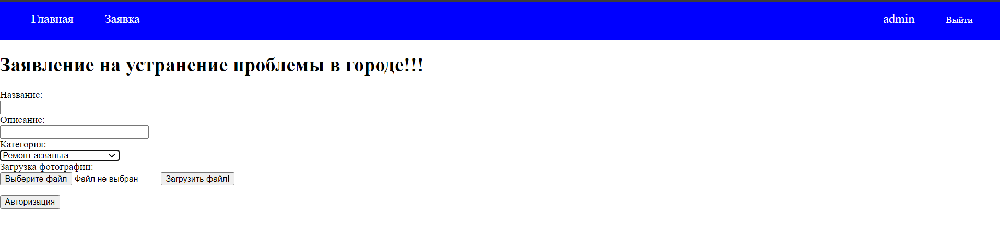 Главная Заявка admin Выйти
Заявление на устранение проблемы в городе!!!
Название:
Описание:
Категория:
Ремонт асвальта
Загрузка фотографии:
Выберите файл Файл не выбран Загрузить файл!
Авторизация